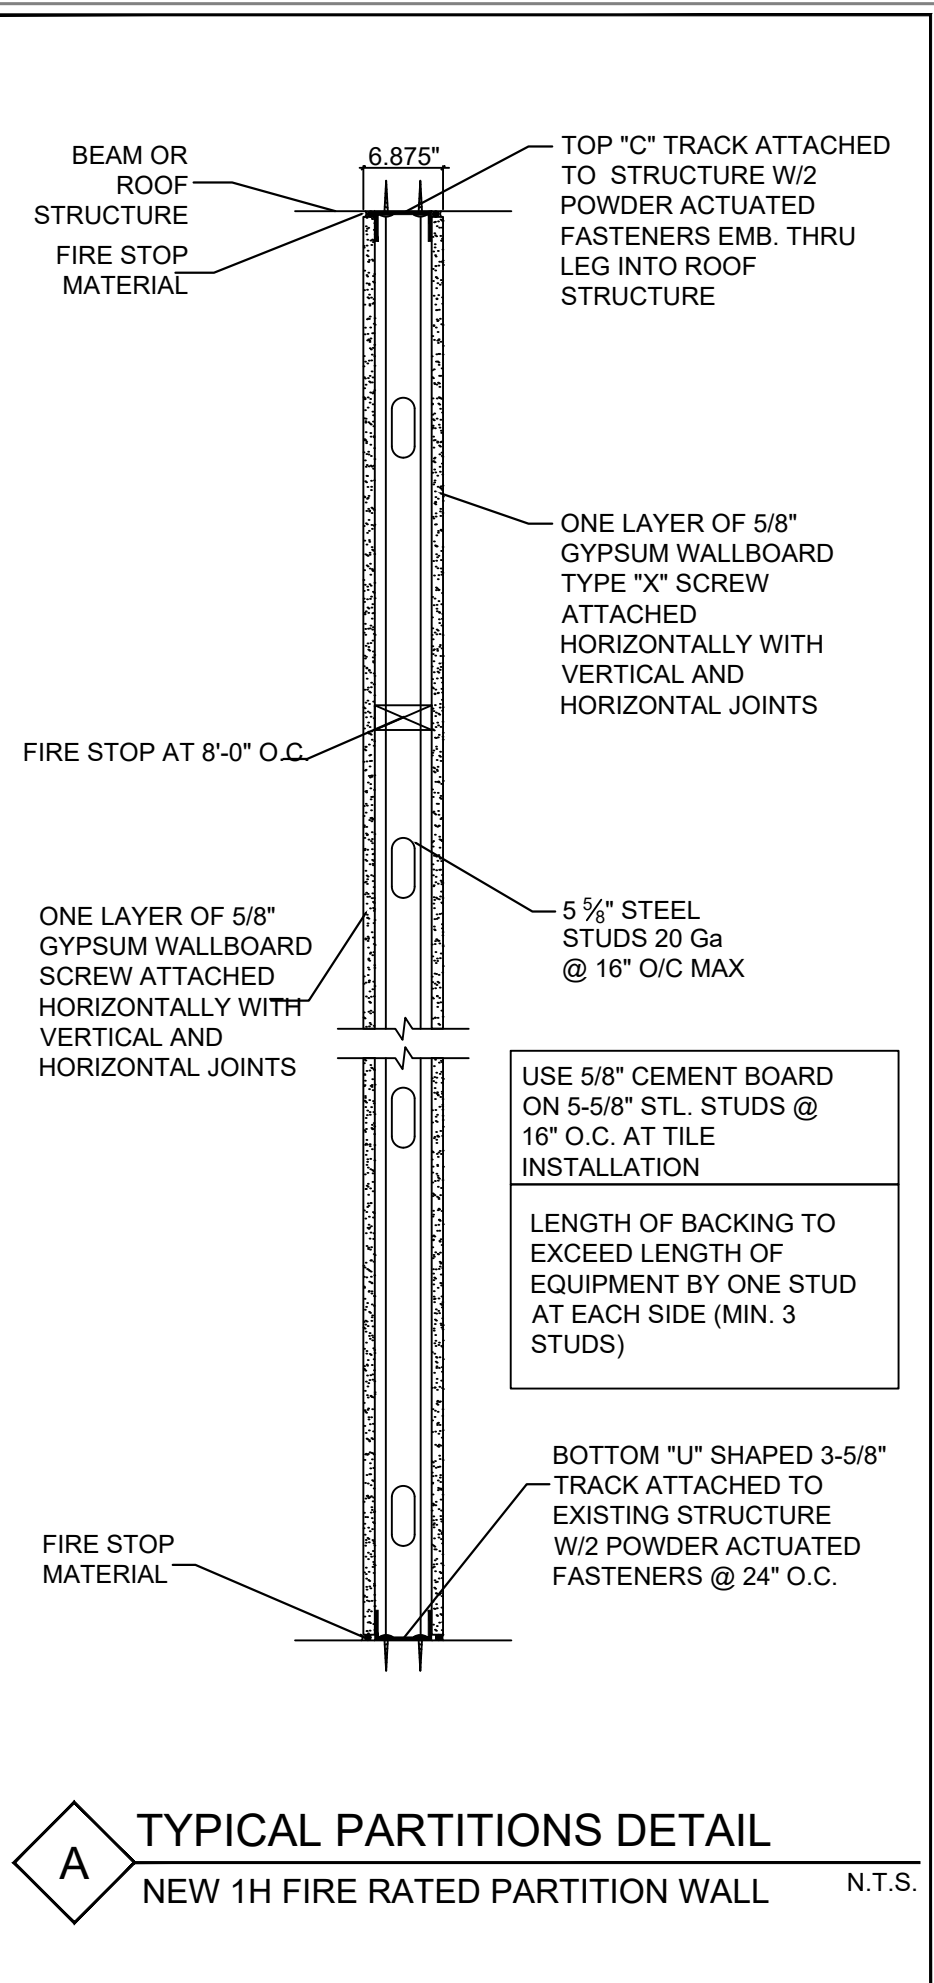 BEAM OR
ROOF
STRUCTURE
FIRE STOP
MATERIAL
6.875"
TOP "C" TRACK ATTACHED
TO STRUCTURE W/2
POWDER ACTUATED
FASTENERS EMB. THRU
LEG INTO ROOF
STRUCTURE
ONE LAYER OF 5/8"
GYPSUM WALLBOARD
TYPE "X" SCREW
ATTACHED
HORIZONTALLY WITH
VERTICAL AND
HORIZONTAL JOINTS
FIRE STOP AT 8'-0" O.C.
5 5/8" STEEL
STUDS 20 Ga
@ 16" O/C MAX
ONE LAYER OF 5/8"
GYPSUM WALLBOARD
SCREW ATTACHED
HORIZONTALLY WITH
VERTICAL AND
HORIZONTAL JOINTS
USE 5/8" CEMENT BOARD
ON 5-5/8" STL. STUDS @
16" O.C. AT TILE
INSTALLATION
LENGTH OF BACKING TO
EXCEED LENGTH OF
EQUIPMENT BY ONE STUD
AT EACH SIDE (MIN. 3
STUDS)
BOTTOM "U" SHAPED 3-5/8"
TRACK ATTACHED TO
EXISTING STRUCTURE
W/2 POWDER ACTUATED
FASTENERS @ 24" O.C.
FIRE STOP
MATERIAL
A
TYPICAL PARTITIONS DETAIL
NEW 1H FIRE RATED PARTITION WALL
N.T.S.